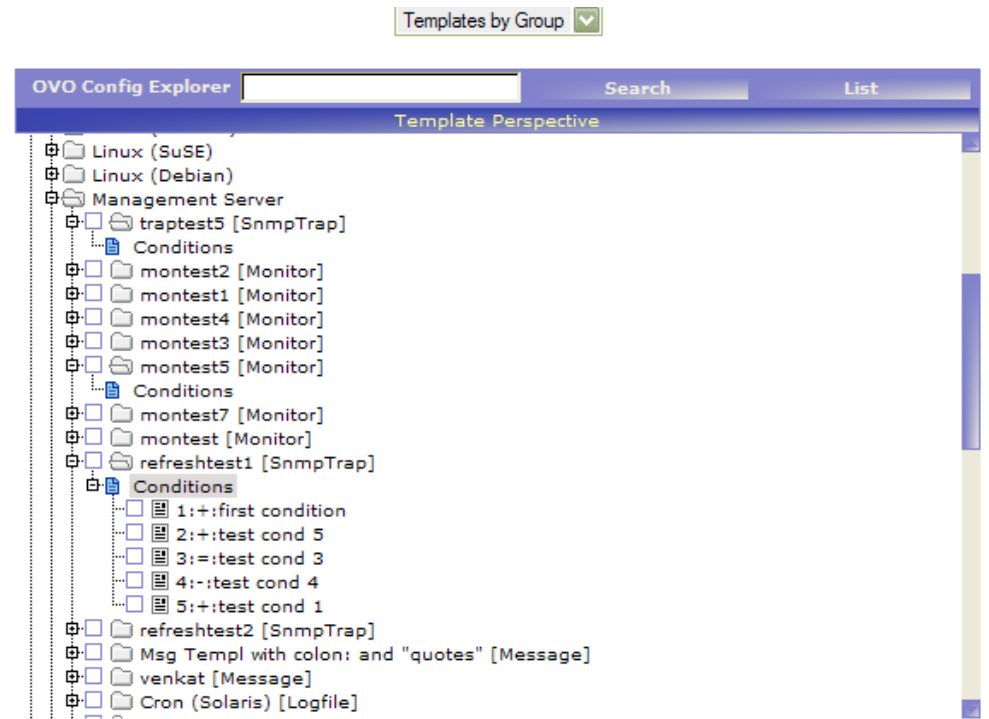 Templates by Group
OVO Config Explorer Search List
Template Perspective
Linux (SuSE)
Linux (Debian)
Management Server
traptest5 [SnmpTrap]
Conditions
montest2 [Monitor]
montest1 [Monitor]
montest4 [Monitor]
montest3 [Monitor]
montest5 [Monitor]
Conditions
montest7 [Monitor]
montest [Monitor]
refreshtest1 [SnmpTrap]
Conditions
1:+:first condition
2:+:test cond 5
3:=:test cond 3
4:-:test cond 4
5:+:test cond 1
refreshtest2 [SnmpTrap]
Msg Templ with colon: and "quotes" [Message]
venkat [Message]
Cron (Solaris) [Logfile]